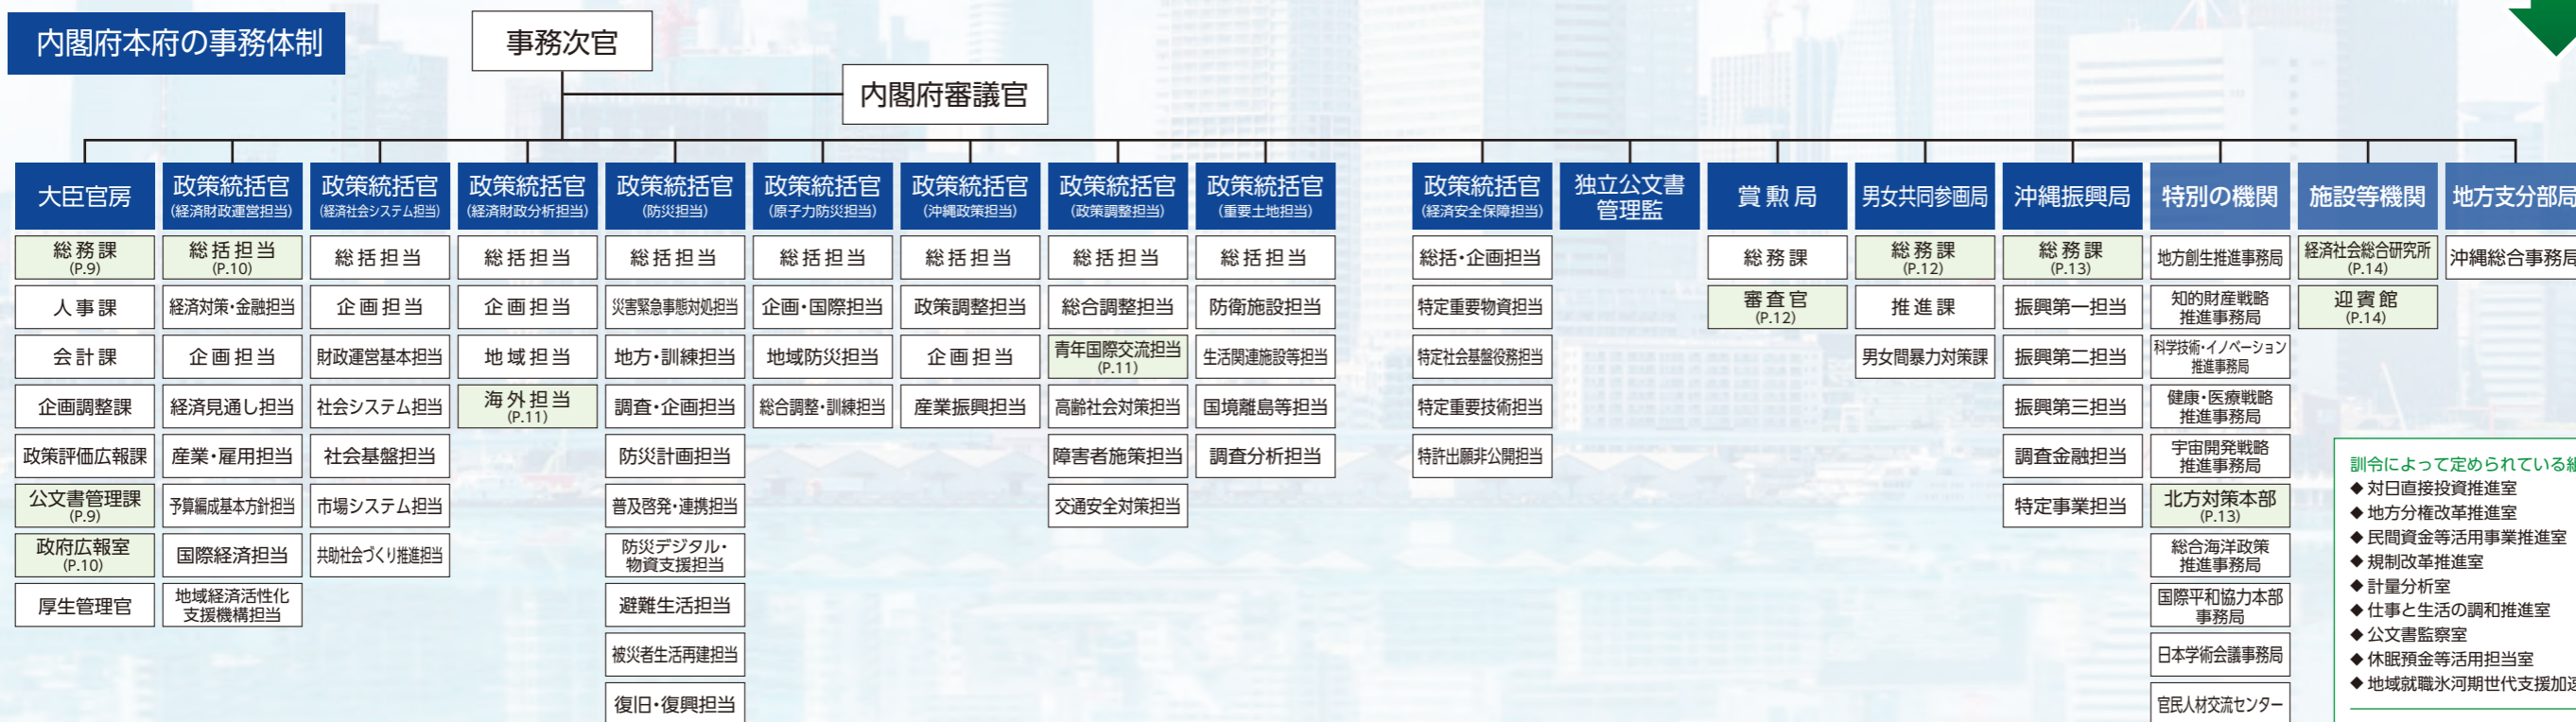 内閣府本府の事務体制
事務次官
内閣府審議官
大臣官房
総務課
(P.9)
人事課
会計課
企画調整課
政策評価広報課
公文書管理課
(P.9)
政府広報室
(P.10)
厚生管理官
政策統括官
(経済財政運営担当)
総括担当
(P.10)
経済対策・金融担当
企画担当
経済見通し担当
産業・雇用担当
予算編成基本方針担当
国際経済担当
地域経済活性化
支援機構担当
政策統括官
(経済社会システム担当)
総括担当
企画担当
財政運営基本担当
社会システム担当
社会基盤担当
市場システム担当
共助社会づくり推進担当
政策統括官
(経済財政分析担当)
総括担当
企画担当
地域担当
海外担当
(P.11)
政策統括官
(防災担当)
総括担当
災害緊急事態対処担当
地方・訓練担当
調査・企画担当
防災計画担当
普及啓発・連携担当
防災デジタル・
物資支援担当
避難生活担当
被災者生活再建担当
復旧・復興担当
政策統括官
(原子力防災担当)
総括担当
企画・国際担当
地域防災担当
総合調整・訓練担当
政策統括官
(沖縄政策担当)
総括担当
政策調整担当
企画担当
産業振興担当
政策統括官
(政策調整担当)
総括担当
総合調整担当
青年国際交流担当
(P.11)
高齢社会対策担当
障害者施策担当
交通安全対策担当
政策統括官
(重要土地担当)
総括担当
防衛施設担当
生活関連施設等担当
国境離島等担当
調査分析担当
政策統括官
(経済安全保障担当)
総括・企画担当
特定重要物資担当
特定社会基盤役務担当
特定重要技術担当
特許出願非公開担当
独立公文書
管理監
賞勲局
総務課
審査官
(P.12)
男女共同参画局
総務課
(P.12)
推進課
男女間暴力対策課
沖縄振興局
総務課
(P.13)
振興第一担当
振興第二担当
振興第三担当
調査金融担当
特定事業担当
特別の機関
地方創生推進事務局
知的財産戦略
推進事務局
科学技術・イノベーション
推進事務局
健康・医療戦略
推進事務局
宇宙開発戦略
推進事務局
北方対策本部
(P.13)
総合海洋政策
推進事務局
国際平和協力本部
事務局
日本学術会議事務局
官民人材交流センター
施設等機関
経済社会総合研究所
(P.14)
迎賓館
(P.14)
地方支分部局
沖縄総合事務局
訓令によって定められている組
◆対日直接投資推進室
◆地方分権改革推進室
◆民間資金等活用事業推進室
◆規制改革推進室
◆計量分析室
◆仕事と生活の調和推進室
◆公文書監察室
◆休眠預金等活用担当室
◆地域就職氷河期世代支援加速